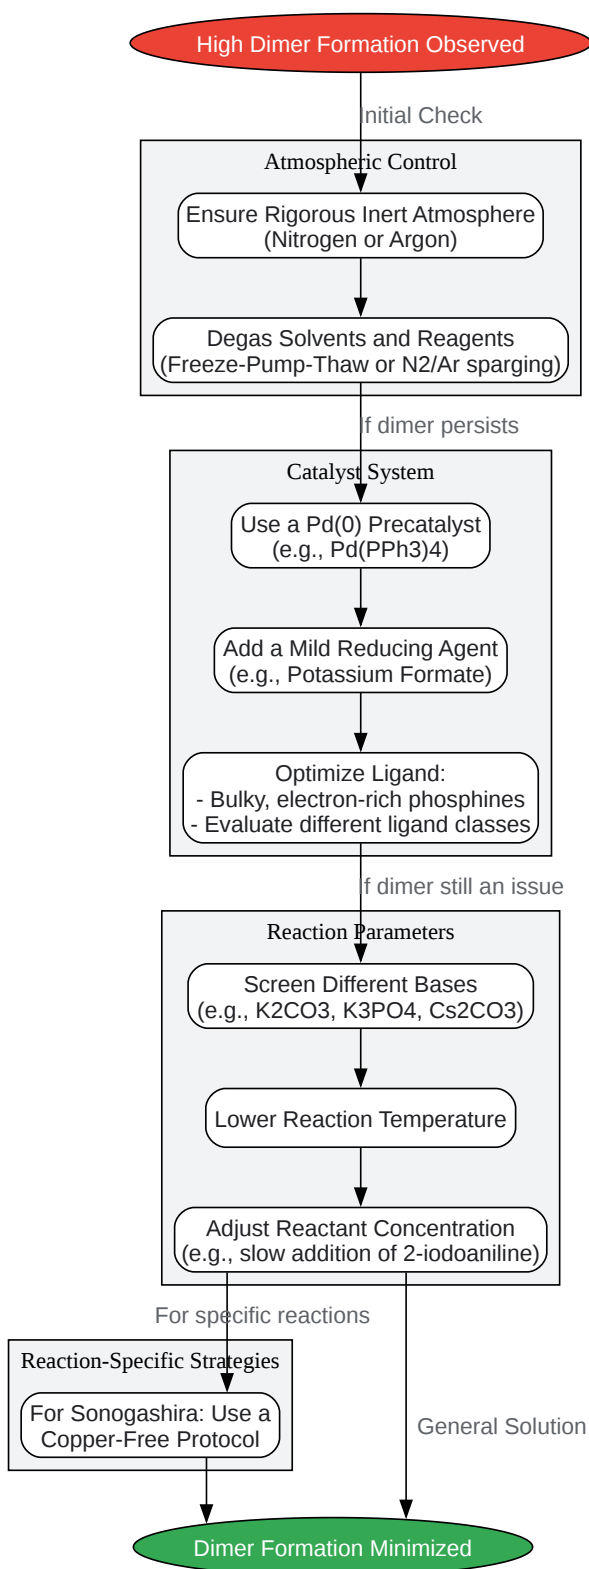 High Dimer Formation Observed
Initial Check
Atmospheric Control
Ensure Rigorous Inert Atmosphere
(Nitrogen or Argon)
Degas Solvents and Reagents
(Freeze-Pump-Thaw or N2/Ar sparging)
If dimer persists
Catalyst System
Use a Pd(0) Precatalyst
(e.g., Pd(PPh3)4)
Add a Mild Reducing Agent
(e.g., Potassium Formate)
Optimize Ligand:
- Bulky, electron-rich phosphines
- Evaluate different ligand classes
If dimer still an issue
Reaction Parameters
Screen Different Bases
(e.g., K2CO3, K3PO4, Cs2CO3)
Lower Reaction Temperature
Adjust Reactant Concentration
(e.g., slow addition of 2-iodoaniline)
For specific reactions
Reaction-Specific Strategies
For Sonogashira: Use a
Copper-Free Protocol
General Solution
Dimer Formation Minimized